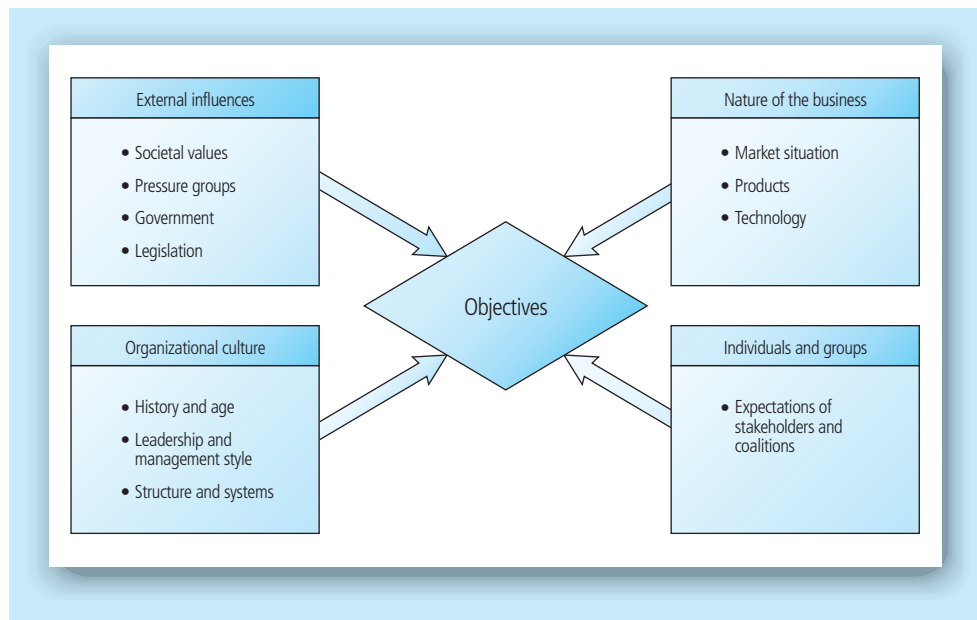 External influences
• Societal values
• Pressure groups
• Government
• Legislation
Nature of the business
• Market situation
• Products
• Technology
Objectives
Organizational culture
• History and age
• Leadership and
management style
• Structure and systems
Individuals and groups
• Expectations of
stakeholders and
coalitions